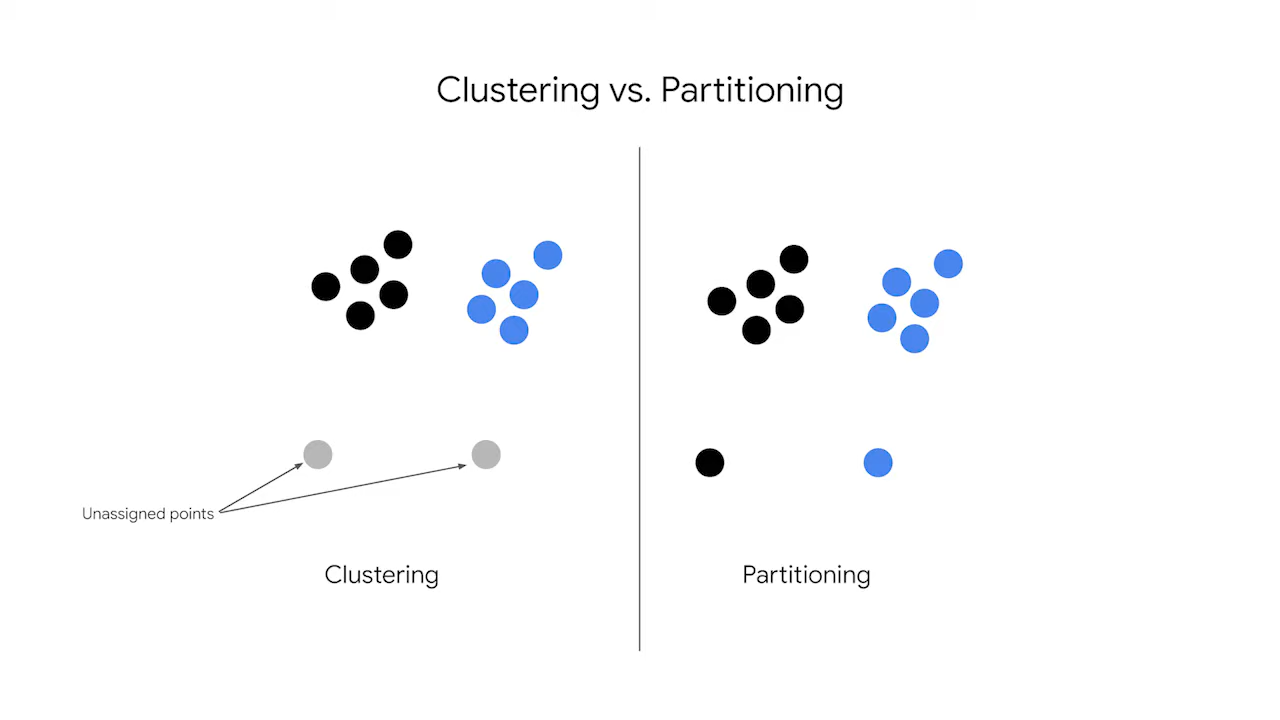 Clustering vs. Partitioning
Unassigned points
Clustering
Partitioning